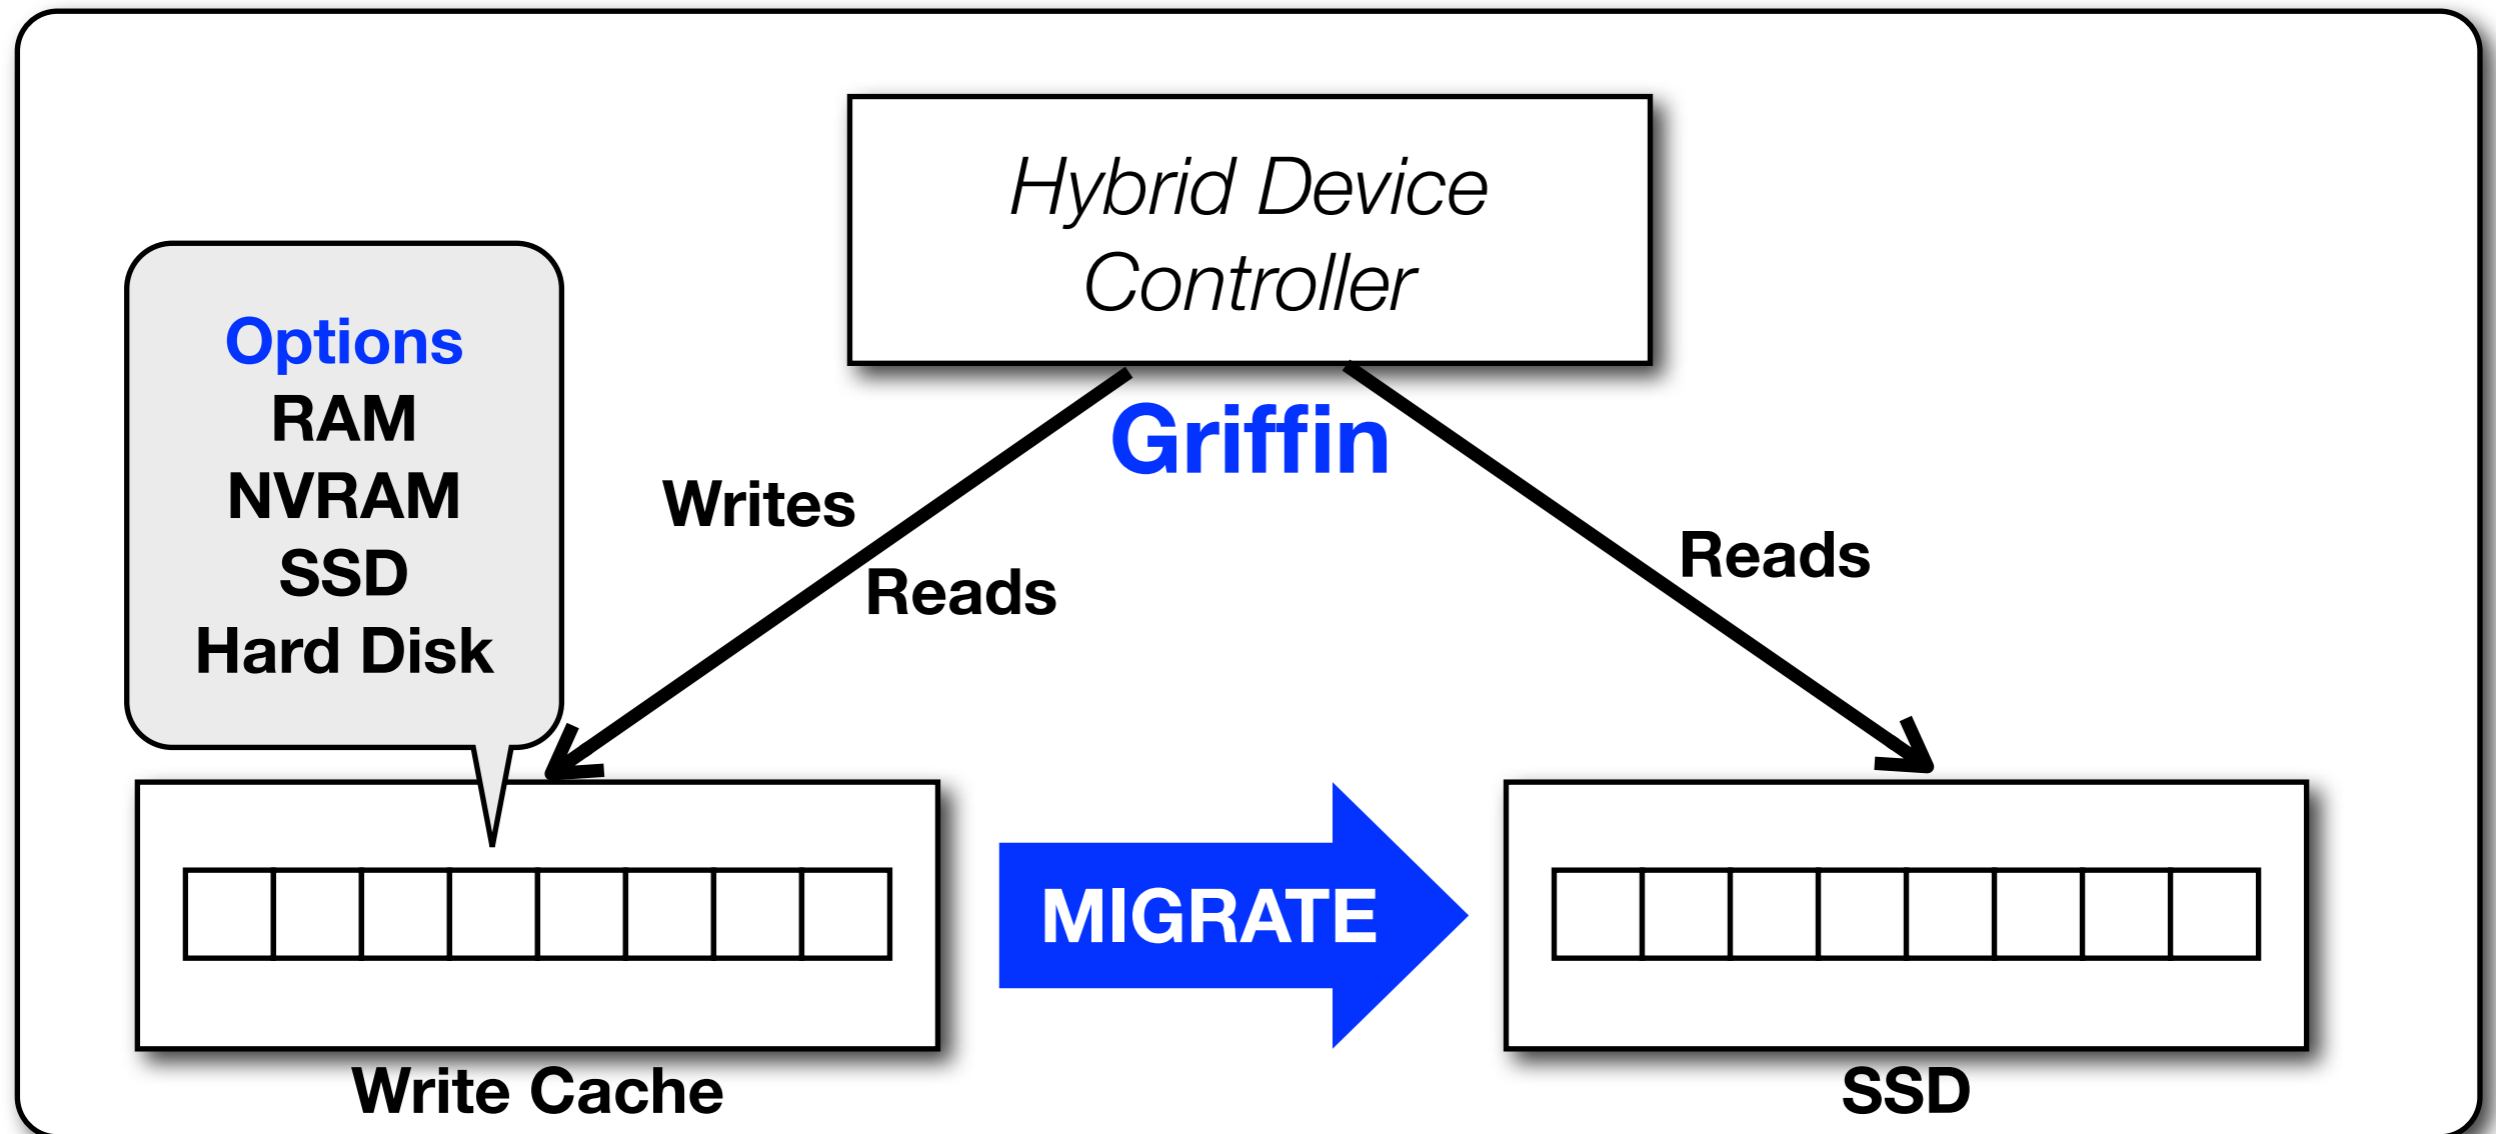 Hybrid Device
Controller
Options
RAM
NVRAM
SSD
Hard Disk
Griffin
Writes
Reads
Reads
MIGRATE
Write Cache
SSD